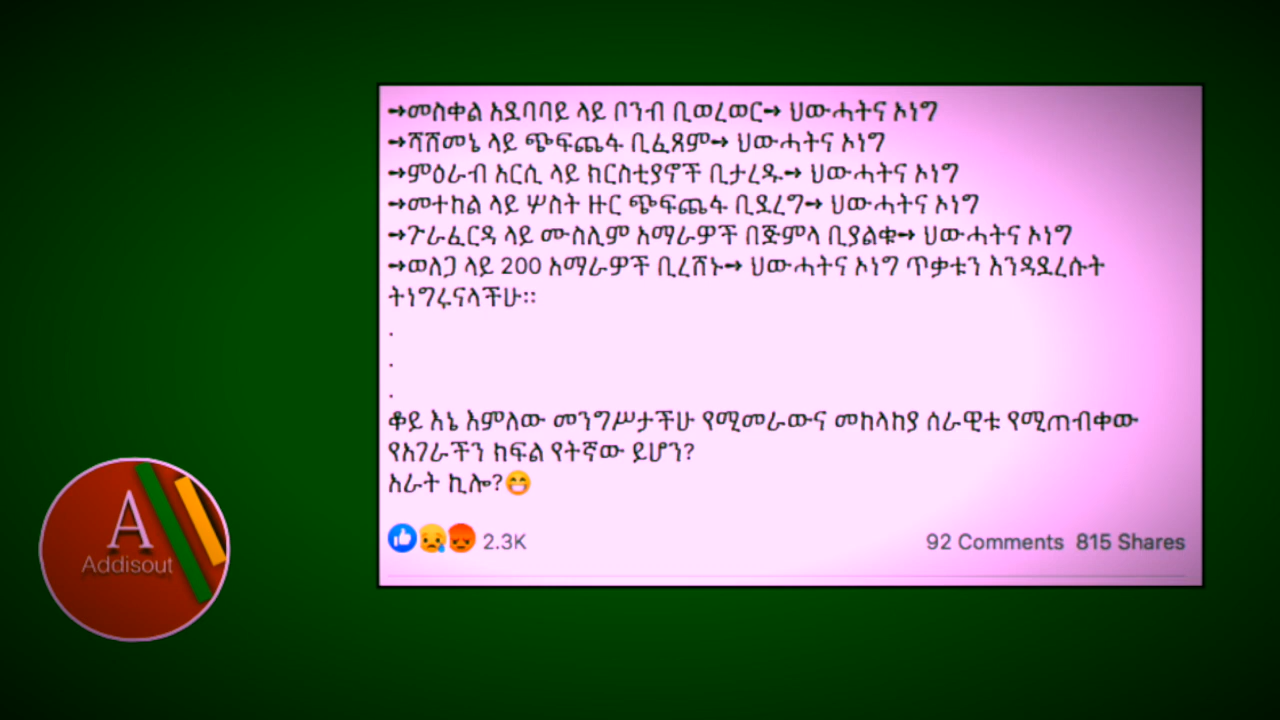 →መስቀል አደባባይ ላይ ቦንብ ቢወረወር→ ህውሓትና ኦነግ
→ሻሸመኔ ላይ ጭፍጨፋ ቢፈጸም→ ህውሓትና ኦነግ
→ምዕራብ አርሲ ላይ ክርስቲያኖች ቢታረዱ→ ህውሓትና ኦነግ
→መተከል ላይ ሦስት ዙር ጭፍጨፋ ቢደረግ→ ህውሓትና ኦነግ
→ጉራፈርዳ ላይ ሙስሊም አማራዎች በጅምላ ቢያልቁ→ ህውሓትና ኦነግ
→ወለጋ ላይ 200 አማራዎች ቢረሸኑ→ ህውሓትና ኦነግ ጥቃቱን እንዳደረሱት
ትነግሩናላችሁ፡፡
.
.
.
ቆይ እኔ እምለው መንግሥታችሁ የሚመራውና መከላከያ ሰራዊቱ የሚጠብቀው
የአገራችን ክፍል የትኛው ይሆን?
አራት ኪሎ?😁
2.3K 92 Comments 815 Shares
A
Addisout